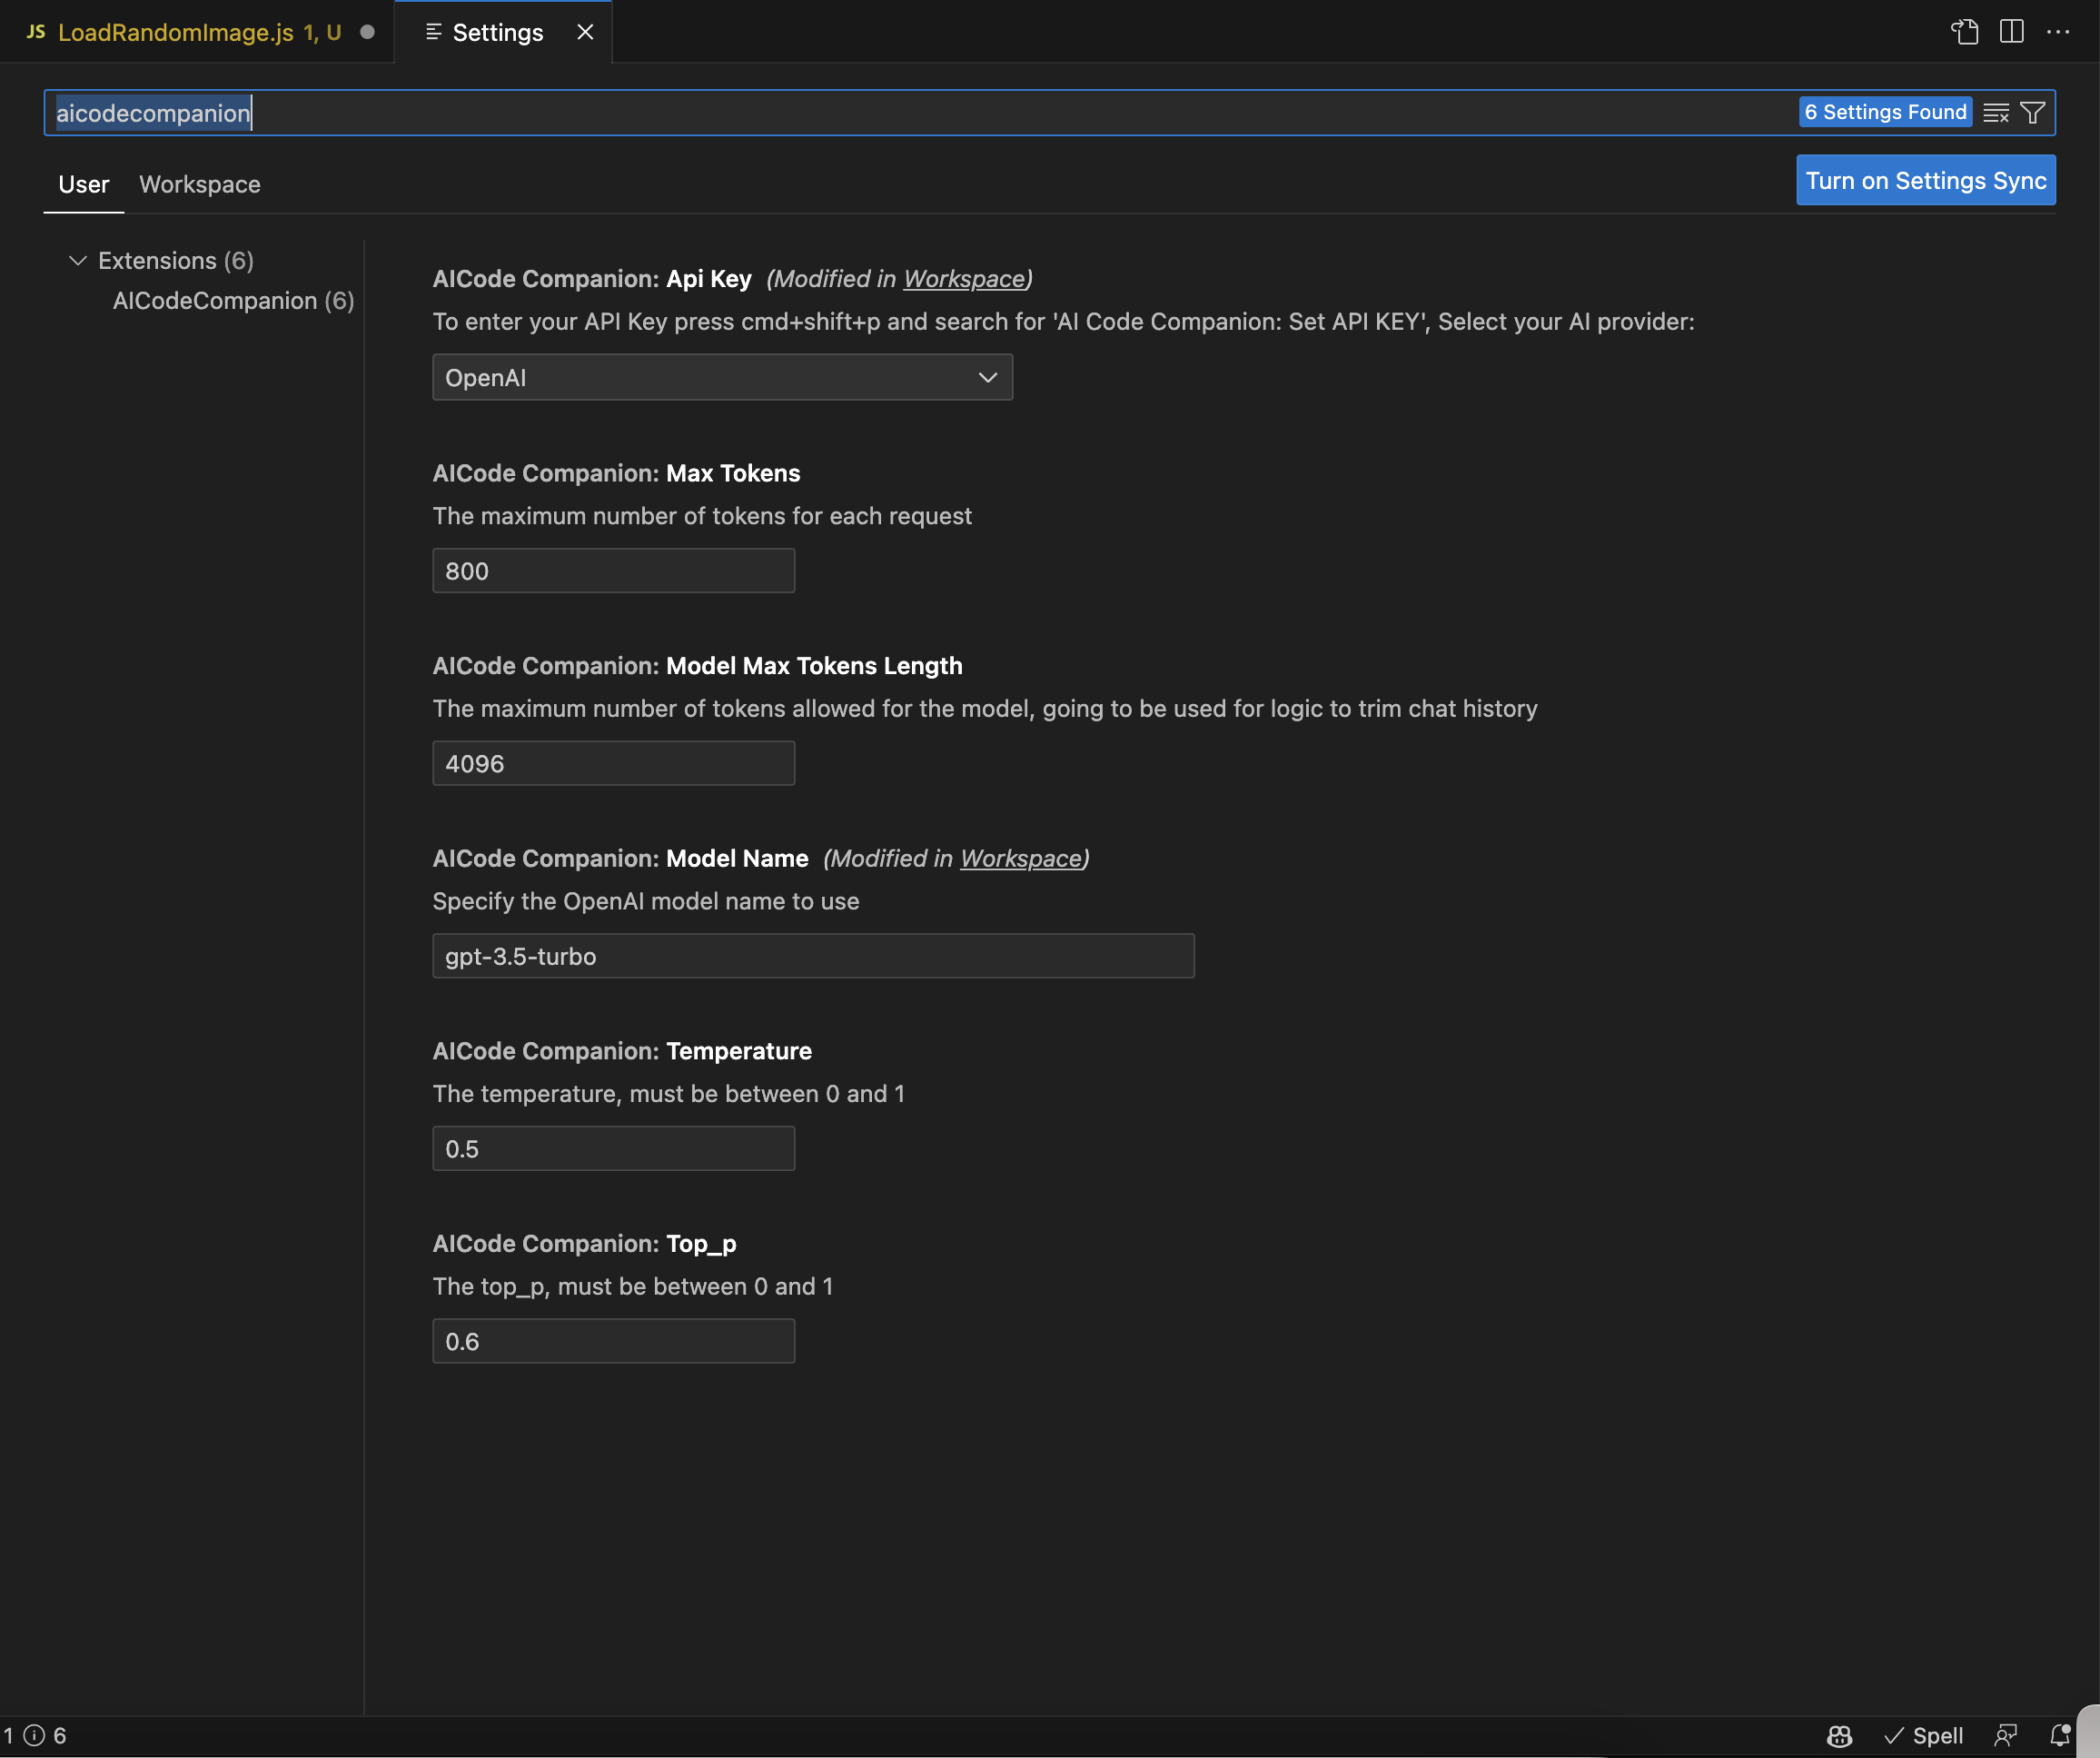 JS LoadRandomImage.js 1, U
Settings
aicodecompanion
6 Settings Found
User
Workspace
Turn on Settings Sync
Extensions (6)
AICodeCompanion (6)
AICode Companion: Api Key (Modified in Workspace)
To enter your API Key press cmd+shift+p and search for 'AI Code Companion: Set API KEY', Select your AI provider:
OpenAI
AICode Companion: Max Tokens
The maximum number of tokens for each request
800
AICode Companion: Model Max Tokens Length
The maximum number of tokens allowed for the model, going to be used for logic to trim chat history
4096
AICode Companion: Model Name (Modified in Workspace)
Specify the OpenAI model name to use
gpt-3.5-turbo
AICode Companion: Temperature
The temperature, must be between 0 and 1
0.5
AICode Companion: Top_p
The top_p, must be between 0 and 1
0.6
1 6
Spell